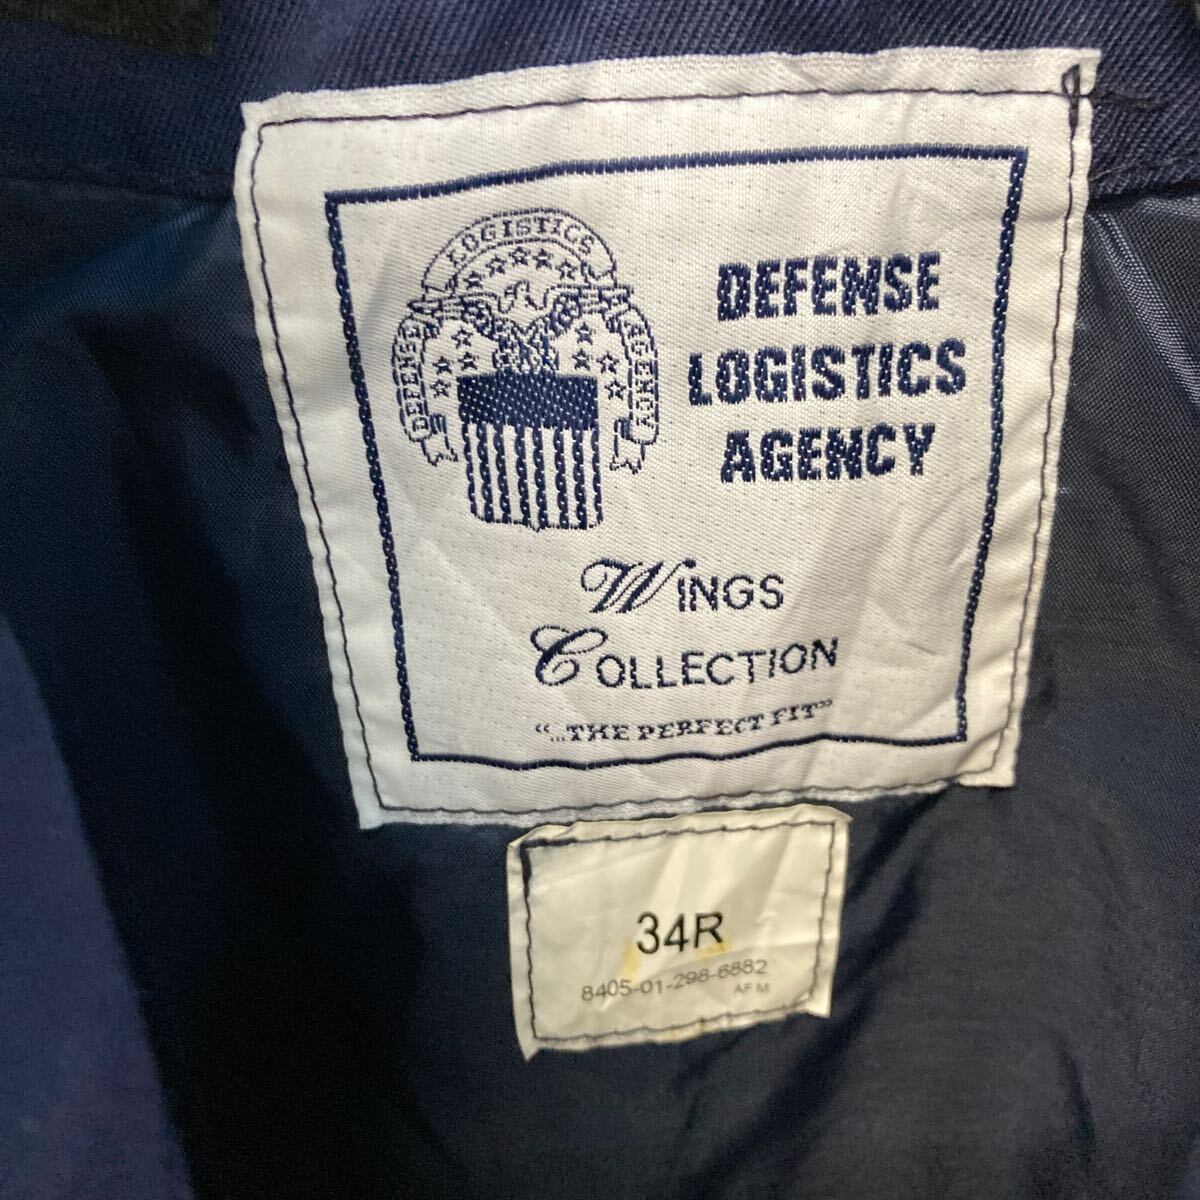 DEFENSE LOGISTICS AGENCY
DEFENSE
LOGISTICS
AGENCY
WINGS
COLLECTION
"...THE PERFECT FIT"
34R
8405-01-298-6882
AF M